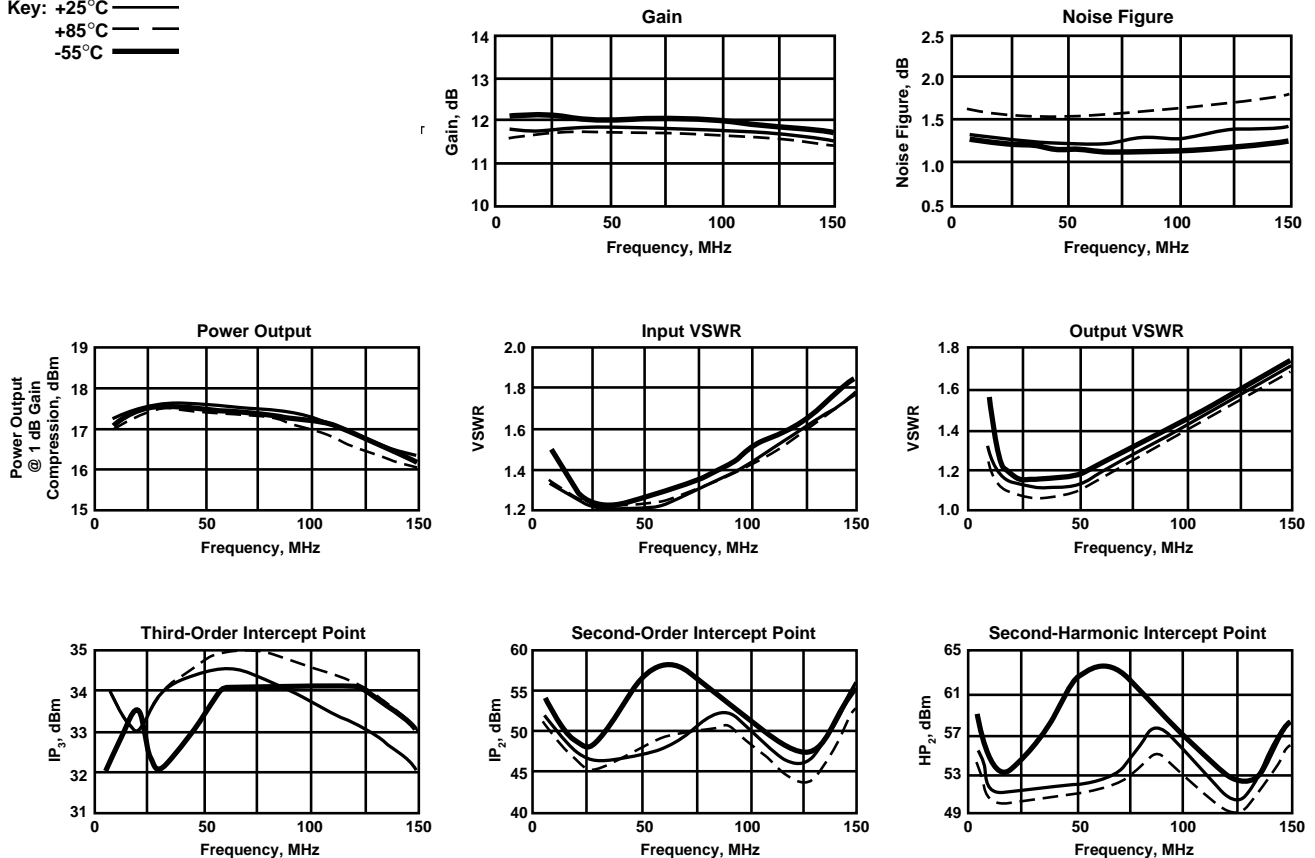 Key: +25°C
+85°C
-55°C
Gain
Gain, dB
14
13
12
11
10
0 50 100 150
Frequency, MHz
Noise Figure
Noise Figure, dB
2.5
2.0
1.5
1.0
0.5
0 50 100 150
Frequency, MHz
Power Output
Power Output
@ 1 dB Gain
Compression, dBm
19
18
17
16
15
0 50 100 150
Frequency, MHz
Input VSWR
VSWR
2.0
1.8
1.6
1.4
1.2
0 50 100 150
Frequency, MHz
Output VSWR
VSWR
1.8
1.6
1.4
1.2
1.0
0 50 100 150
Frequency, MHz
Third-Order Intercept Point
IP3, dBm
35
34
33
32
31
0 50 100 150
Frequency, MHz
Second-Order Intercept Point
IP2, dBm
60
55
50
45
40
0 50 100 150
Frequency, MHz
Second-Harmonic Intercept Point
HP2, dBm
65
61
57
53
49
0 50 100 150
Frequency, MHz